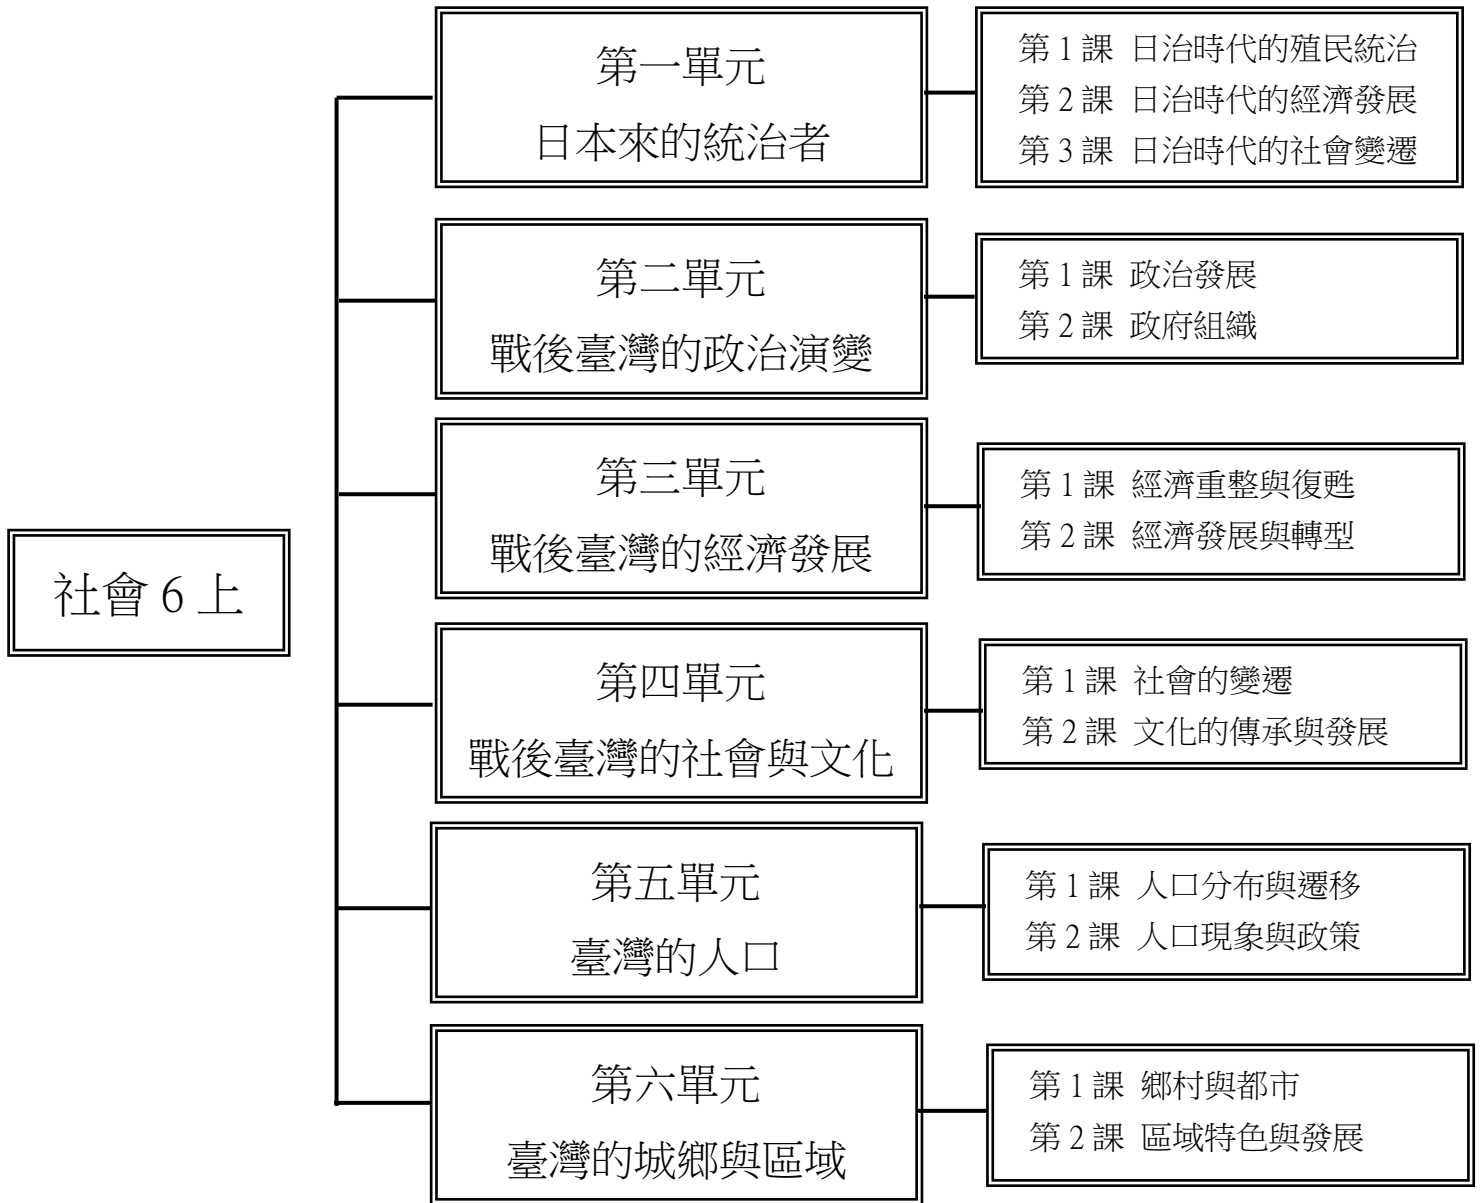 社會 6 上
第一單元
日本來的統治者
第 1 課 日治時代的殖民統治
第 2 課 日治時代的經濟發展
第 3 課 日治時代的社會變遷
第二單元
戰後臺灣的政治演變
第 1 課 政治發展
第 2 課 政府組織
第三單元
戰後臺灣的經濟發展
第 1 課 經濟重整與復甦
第 2 課 經濟發展與轉型
第四單元
戰後臺灣的社會與文化
第 1 課 社會的變遷
第 2 課 文化的傳承與發展
第五單元
臺灣的人口
第 1 課 人口分布與遷移
第 2 課 人口現象與政策
第六單元
臺灣的城鄉與區域
第 1 課 鄉村與都市
第 2 課 區域特色與發展